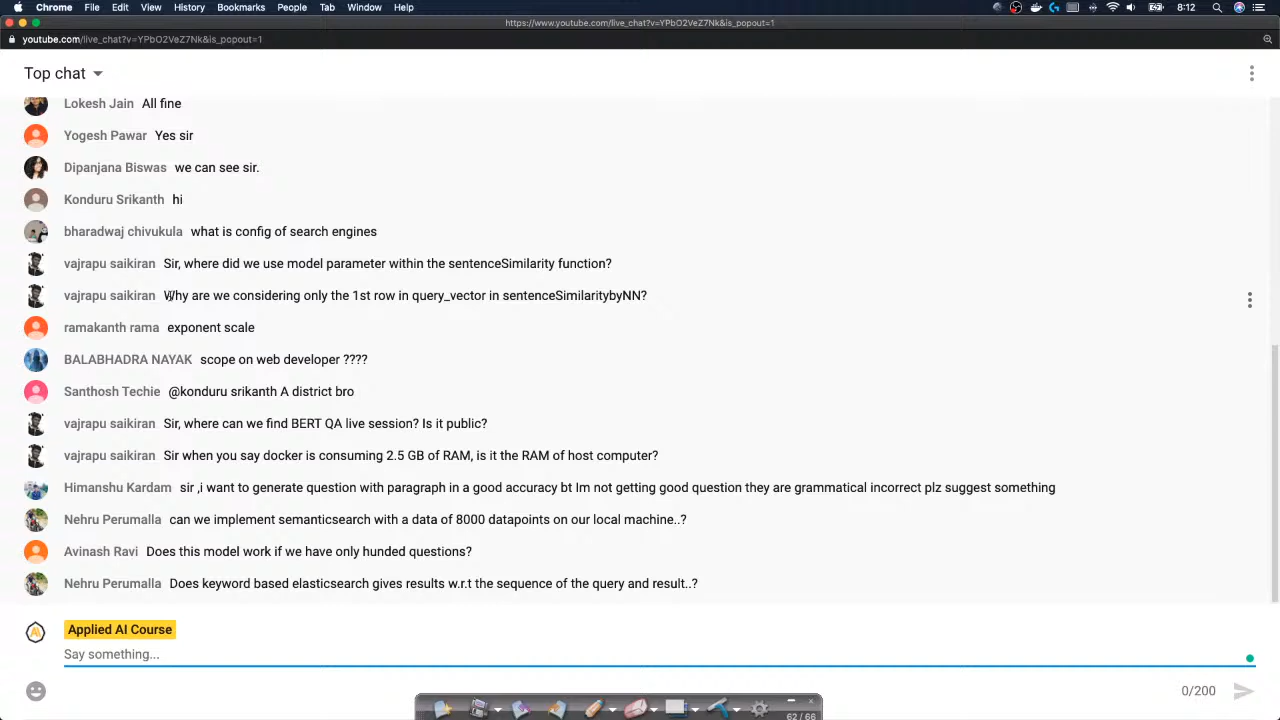 Chrome File Edit View History Bookmarks People Tab Window Help 8:12
https://www.youtube.com/live_chat?v=YPbO2VeZ7Nk&is_popout=1
youtube.com/live_chat?v=YPbO2VeZ7Nk&is_popout=1
Top chat
Lokesh Jain All fine
Yogesh Pawar Yes sir
Dipanjana Biswas we can see sir.
Konduru Srikanth hi
bharadwaj chivukula what is config of search engines
vajrapu saikiran Sir, where did we use model parameter within the sentenceSimilarity function?
vajrapu saikiran Why are we considering only the 1st row in query_vector in sentenceSimilaritybyNN?
ramakanth rama exponent scale
BALABHADRA NAYAK scope on web developer ????
Santhosh Techie @konduru srikanth A district bro
vajrapu saikiran Sir, where can we find BERT QA live session? Is it public?
vajrapu saikiran Sir when you say docker is consuming 2.5 GB of RAM, is it the RAM of host computer?
Himanshu Kardam sir ,i want to generate question with paragraph in a good accuracy bt Im not getting good question they are grammatical incorrect plz suggest something
Nehru Perumalla can we implement semanticsearch with a data of 8000 datapoints on our local machine..?
Avinash Ravi Does this model work if we have only hunded questions?
Nehru Perumalla Does keyword based elasticsearch gives results w.r.t the sequence of the query and result..?
Applied AI Course
Say something...
0/200
62 / 66